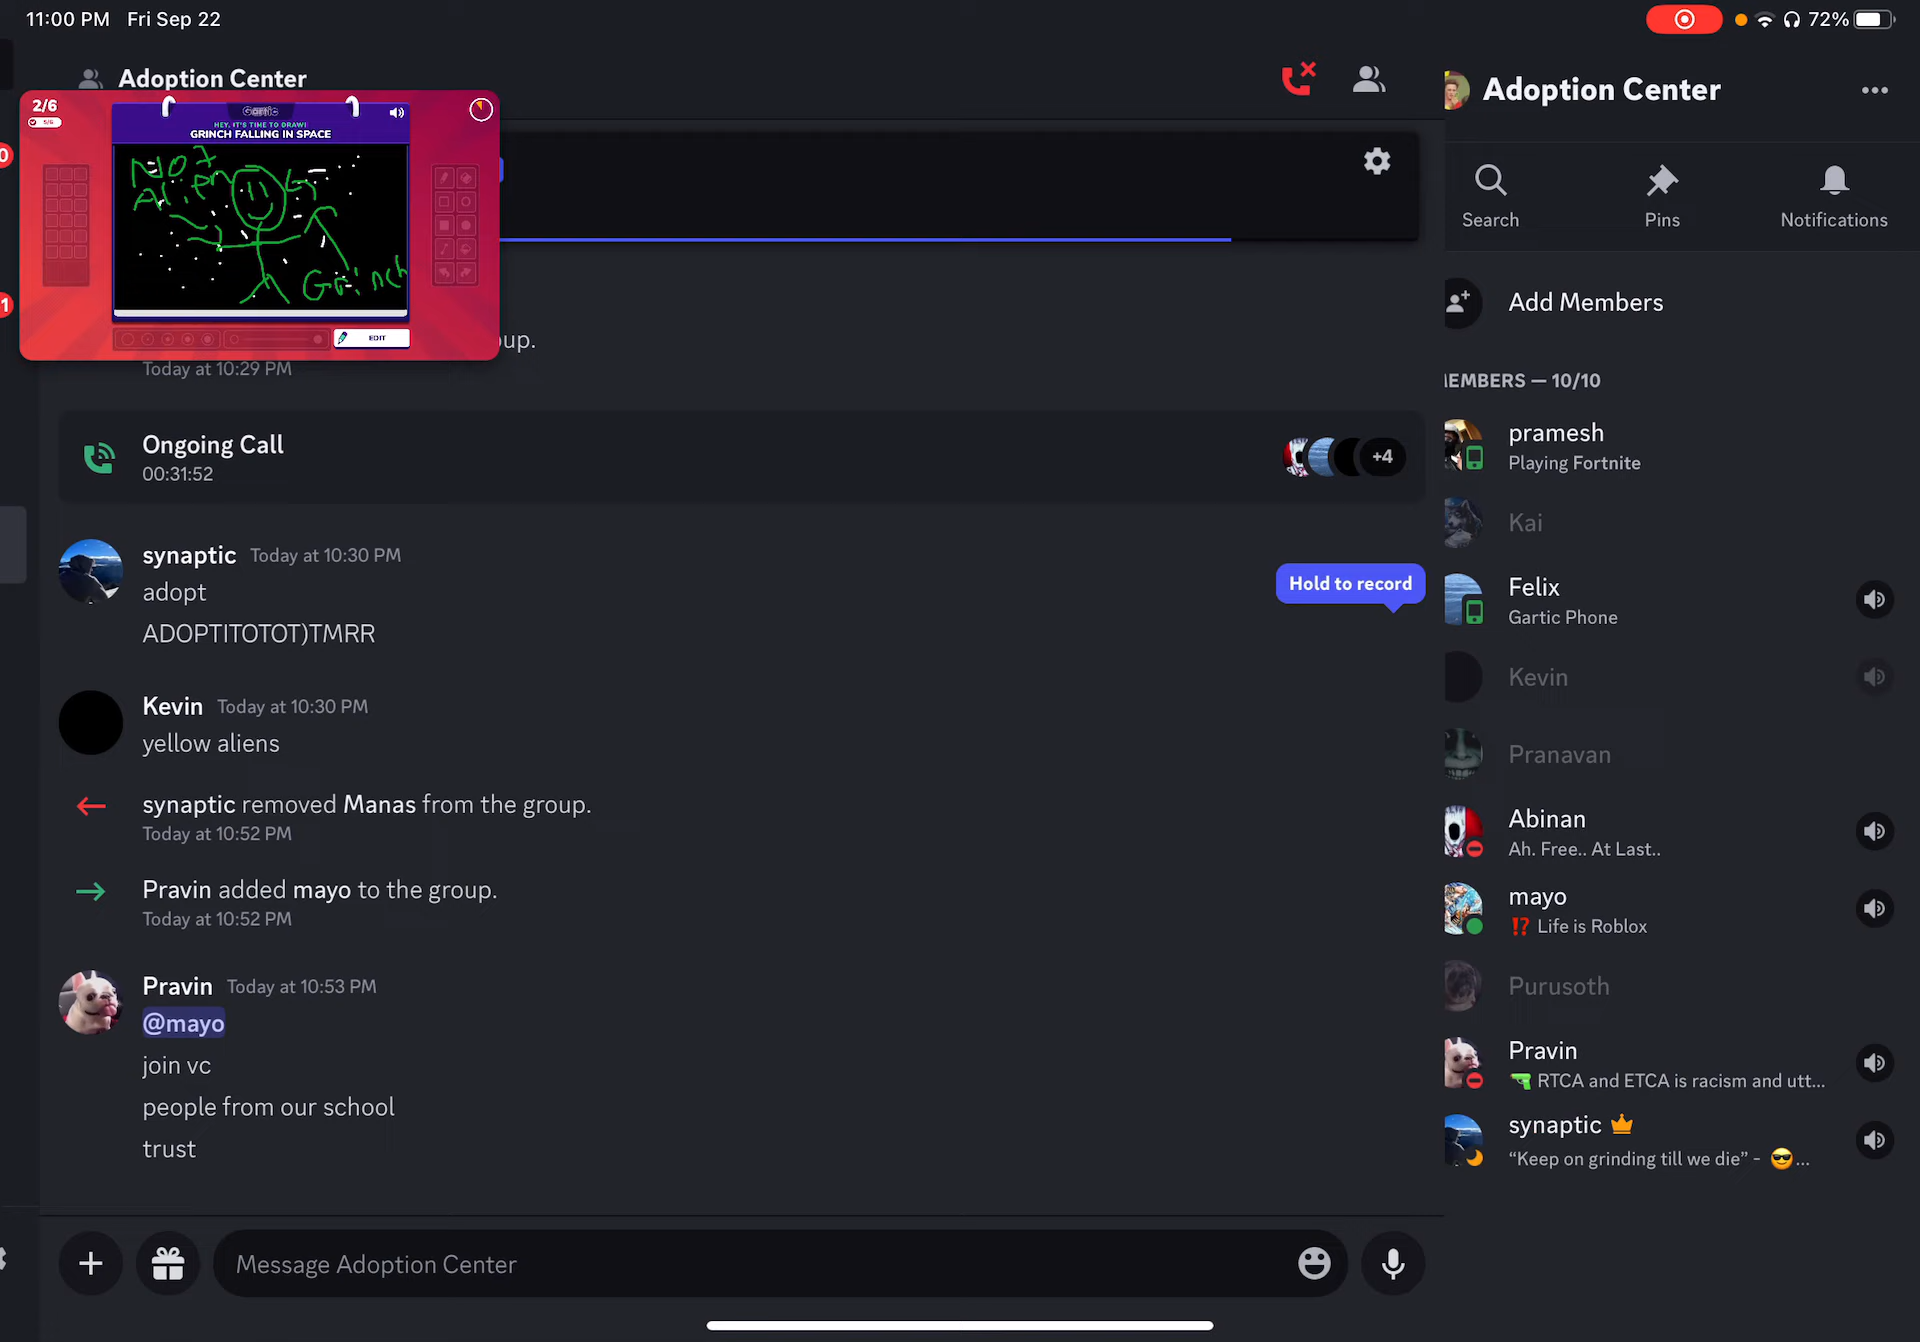 11:00 PM Fri Sep 22
72%
Adoption Center
2/6
5/6
Gartic
HEY, IT'S TIME TO DRAW!
GRINCH FALLING IN SPACE
Not
Alien
Grinch
EDIT
up.
Today at 10:29 PM
Ongoing Call
00:31:52
+4
synaptic Today at 10:30 PM
adopt
ADOPTITOTOT)TMRR
Hold to record
Kevin Today at 10:30 PM
yellow aliens
synaptic removed Manas from the group.
Today at 10:52 PM
Pravin added mayo to the group.
Today at 10:52 PM
Pravin Today at 10:53 PM
@mayo
join vc
people from our school
trust
Message Adoption Center
Adoption Center
Search
Pins
Notifications
Add Members
EMBERS — 10/10
pramesh
Playing Fortnite
Kai
Felix
Gartic Phone
Kevin
Pranavan
Abinan
Ah. Free.. At Last..
mayo
⁉️ Life is Roblox
Purusoth
Pravin
🔫 RTCA and ETCA is racism and utt...
synaptic
“Keep on grinding till we die” - 😎...